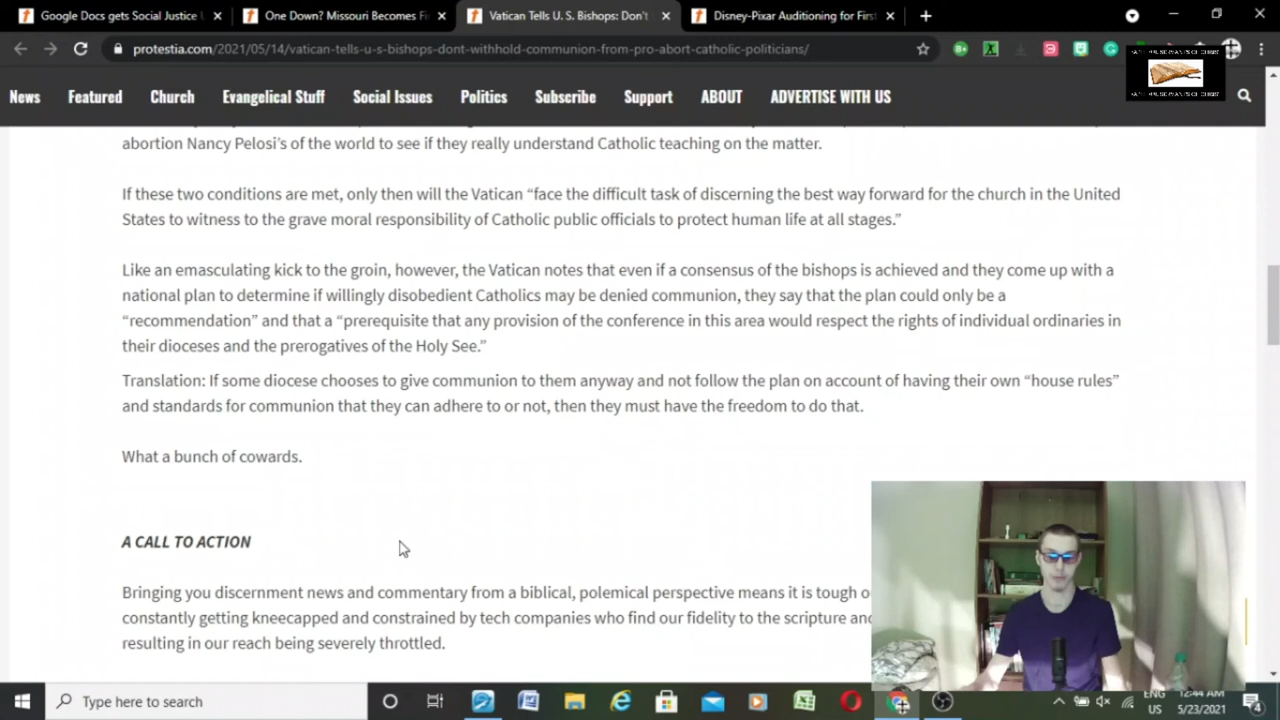 Google Docs gets Social Justice
One Down? Missouri Becomes Fi
Vatican Tells U. S. Bishops: Don't
Disney-Pixar Auditioning for First
protestia.com/2021/05/14/vatican-tells-u-s-bishops-dont-withhold-communion-from-pro-abort-catholic-politicians/
News Featured Church Evangelical Stuff Social Issues Politics Subscribe Support ABOUT ADVERTISE WITH US
abortion Nancy Pelosi's of the world to see if they really understand Catholic teaching on the matter.
If these two conditions are met, only then will the Vatican “face the difficult task of discerning the best way forward for the church in the United
States to witness to the grave moral responsibility of Catholic public officials to protect human life at all stages.”
Like an emasculating kick to the groin, however, the Vatican notes that even if a consensus of the bishops is achieved and they come up with a
national plan to determine if willingly disobedient Catholics may be denied communion, they say that the plan could only be a
“recommendation” and that a “prerequisite that any provision of the conference in this area would respect the rights of individual ordinaries in
their dioceses and the prerogatives of the Holy See.”
Translation: If some diocese chooses to give communion to them anyway and not follow the plan on account of having their own “house rules”
and standards for communion that they can adhere to or not, then they must have the freedom to do that.
What a bunch of cowards.
A CALL TO ACTION
Bringing you discernment news and commentary from a biblical, polemical perspective means it is tough
constantly getting kneecapped and constrained by tech companies who find our fidelity to the scripture
resulting in our reach being severely throttled.
Type here to search
ENG
US
12:44 AM
5/23/2021
4